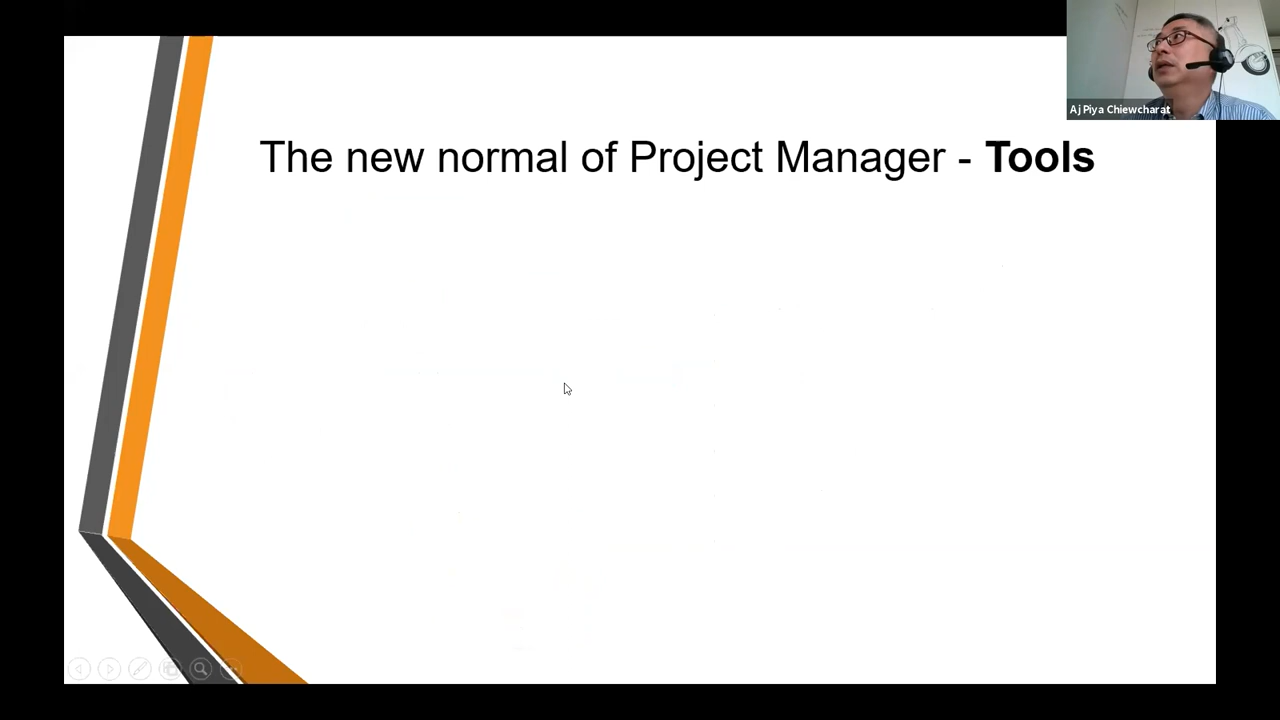 Aj Piya Chiewcharat
The new normal of Project Manager - Tools